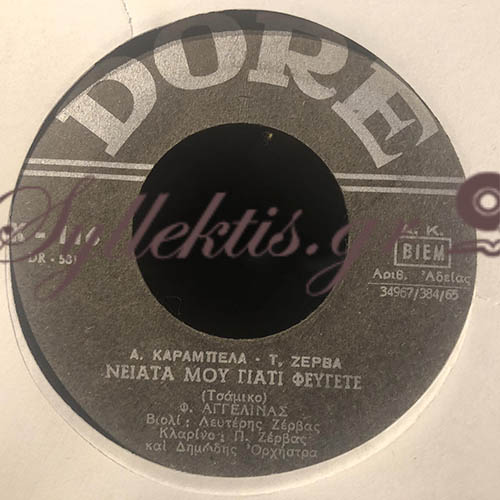 DORE
Syllektis.gr
DR - 53
Α. Κ.
BIEM
Αριθ. Ἀδείας
34967/384/65
Α. ΚΑΡΑΜΠΕΛΑ - Τ. ΖΕΡΒΑ
ΝΕΙΑΤΑ ΜΟΥ ΓΙΑΤΙ ΦΕΥΓΕΤΕ
(Τσάμικο)
Φ. ΑΓΓΕΛΙΝΑΣ
Βιολί: Λευτέρης Ζέρβας
Κλαρίνο: Π. Ζέρβας
καί Δημώδης Ὀρχήστρα